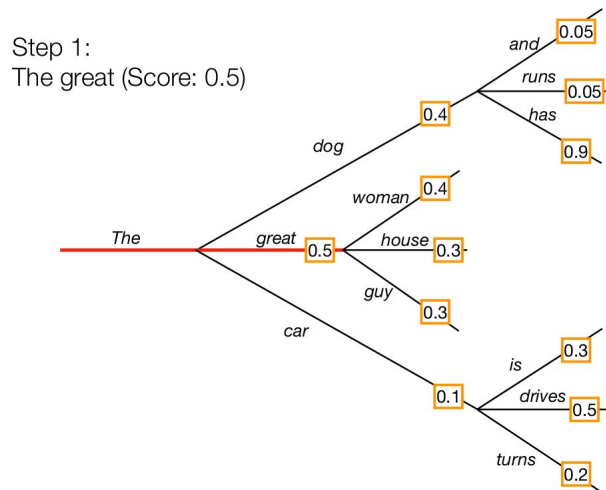 Step 1:
The great (Score: 0.5)
and
0.05
runs
0.05
has
0.9
0.4
dog
woman
0.4
The
great
0.5
house
0.3
guy
0.3
car
is
0.3
0.1
drives
0.5
turns
0.2